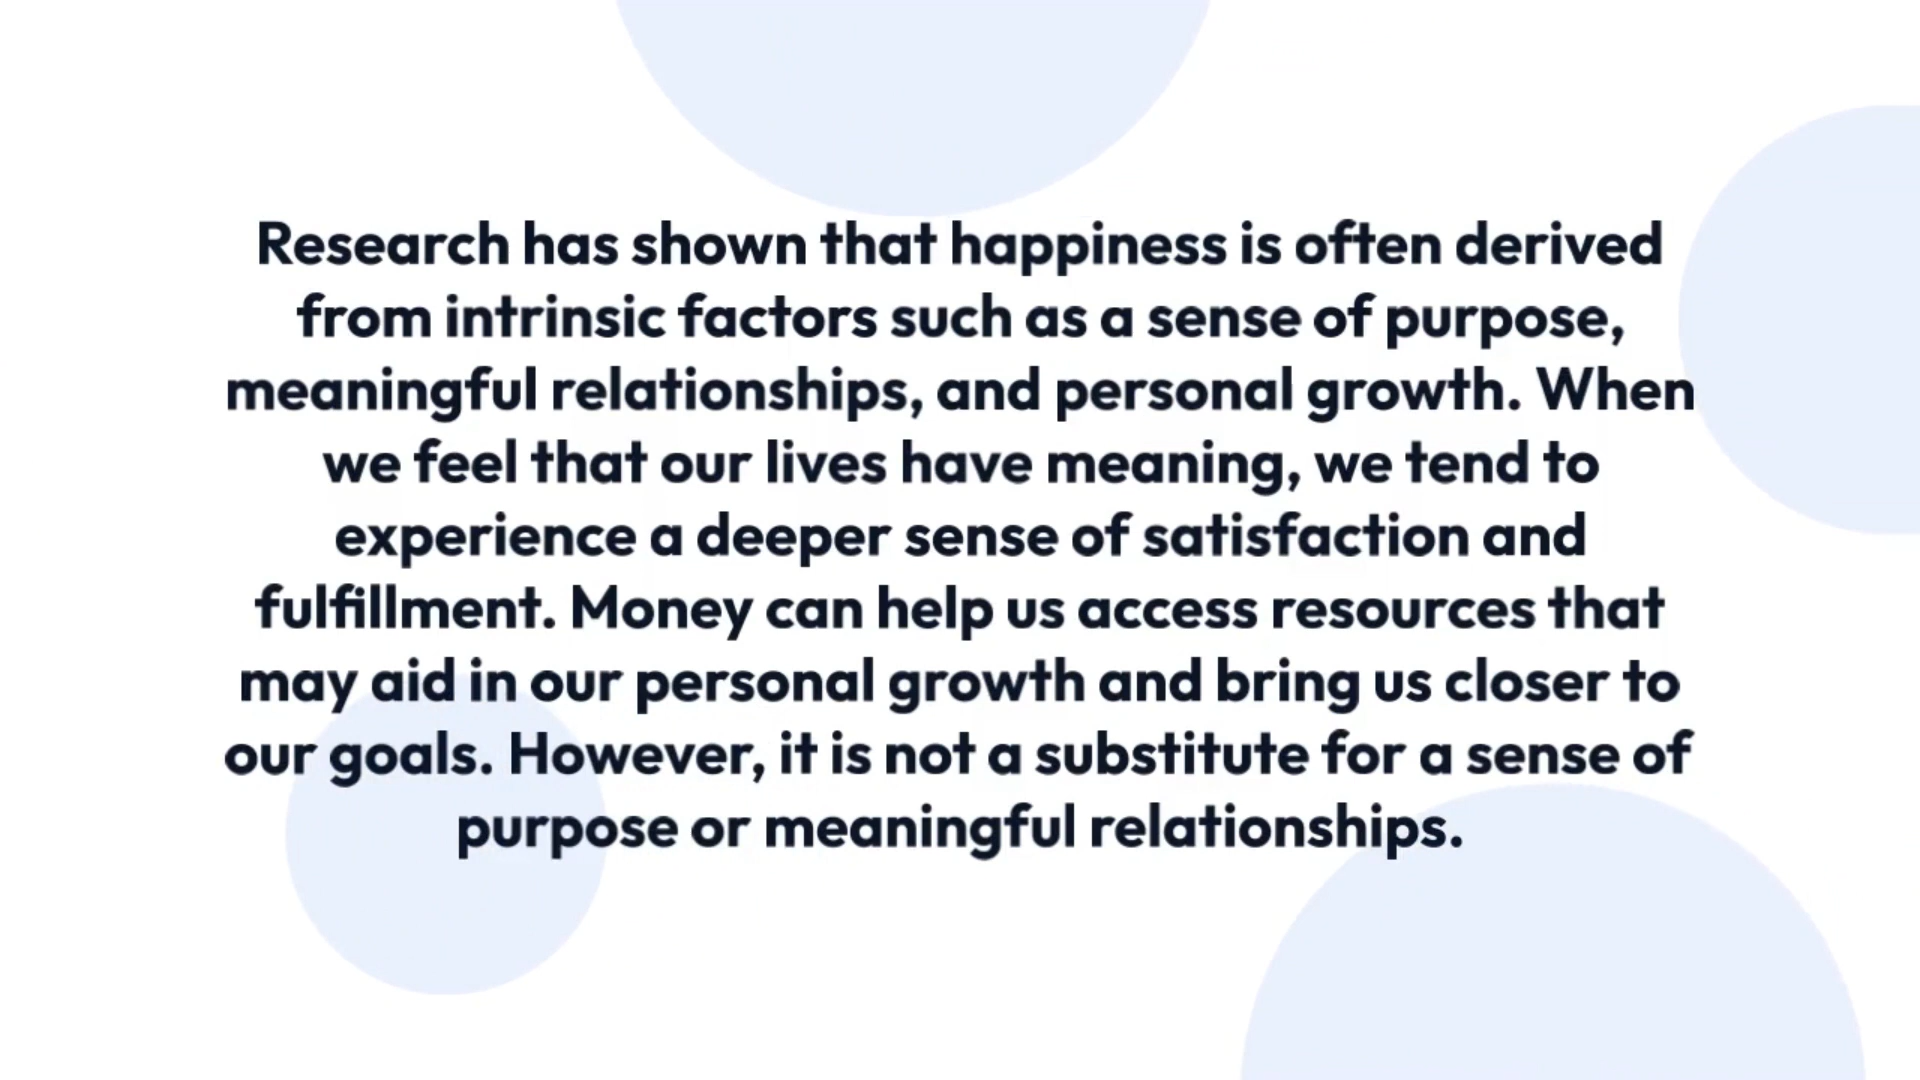 Research has shown that happiness is often derived
from intrinsic factors such as a sense of purpose,
meaningful relationships, and personal growth. When
we feel that our lives have meaning, we tend to
experience a deeper sense of satisfaction and
fulfillment. Money can help us access resources that
may aid in our personal growth and bring us closer to
our goals. However, it is not a substitute for a sense of
purpose or meaningful relationships.